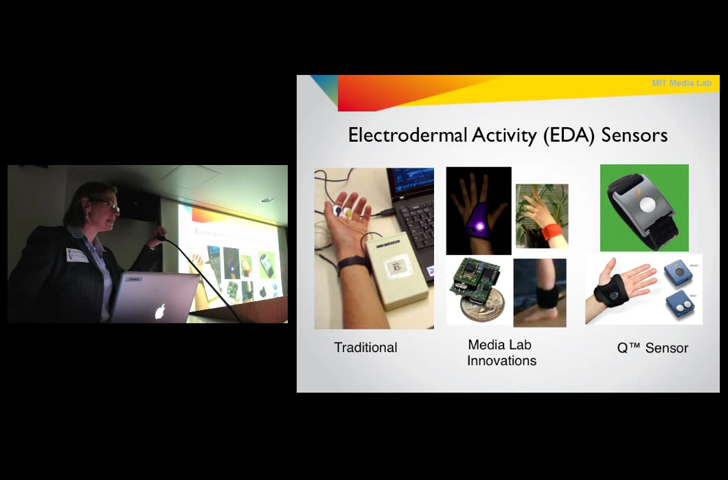 MIT Media Lab
Electrodermal Activity (EDA) Sensors
Traditional
Media Lab
Innovations
Q™ Sensor